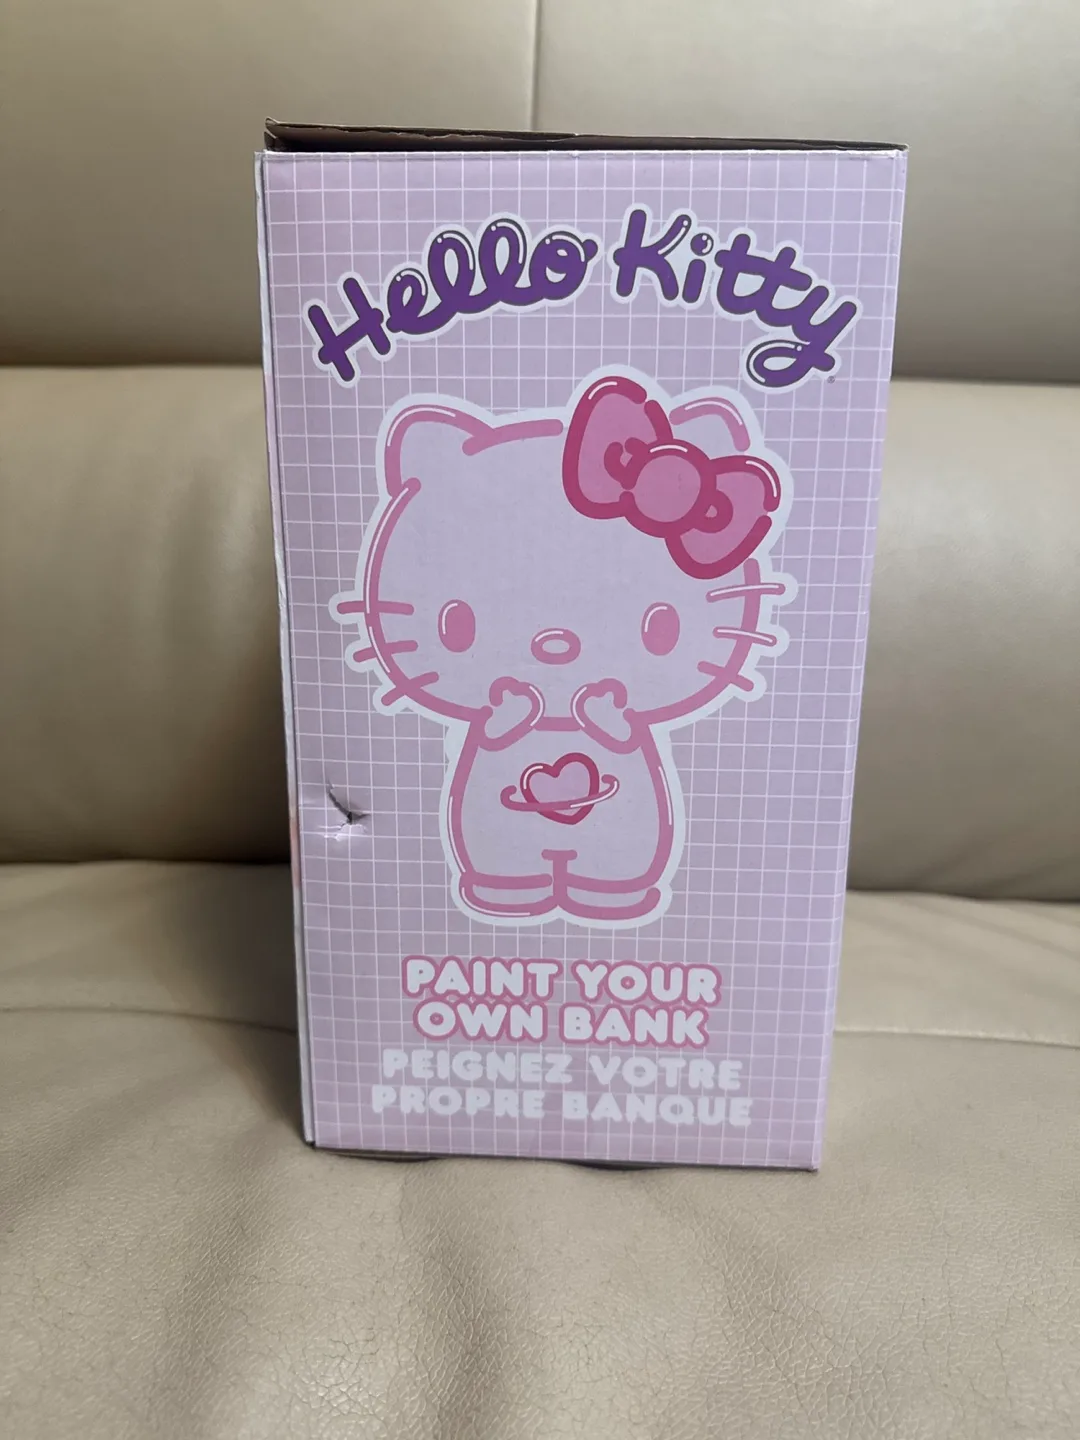 Hello Kitty
PAINT YOUR
OWN BANK
PEIGNEZ VOTRE
PROPRE BANQUE